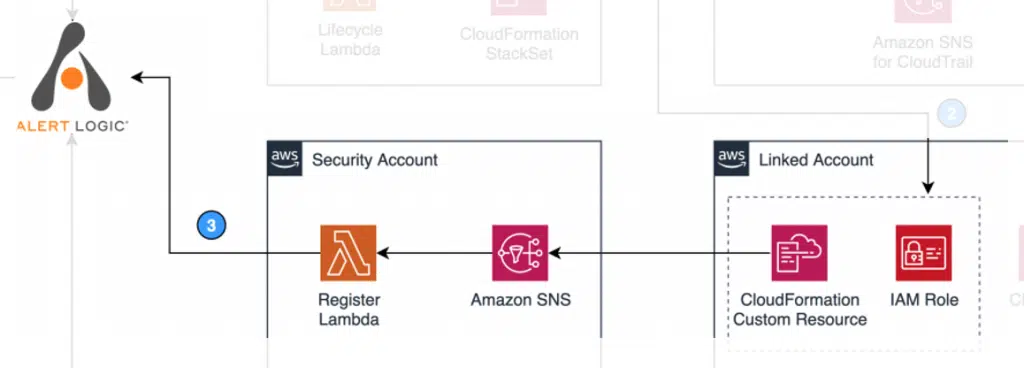 Lifecycle
Lambda
CloudFormation
StackSet
Amazon SNS
for CloudTrail
ALERT LOGIC®
2
aws
Security Account
aws
Linked Account
3
Register
Lambda
Amazon SNS
CloudFormation
Custom Resource
IAM Role